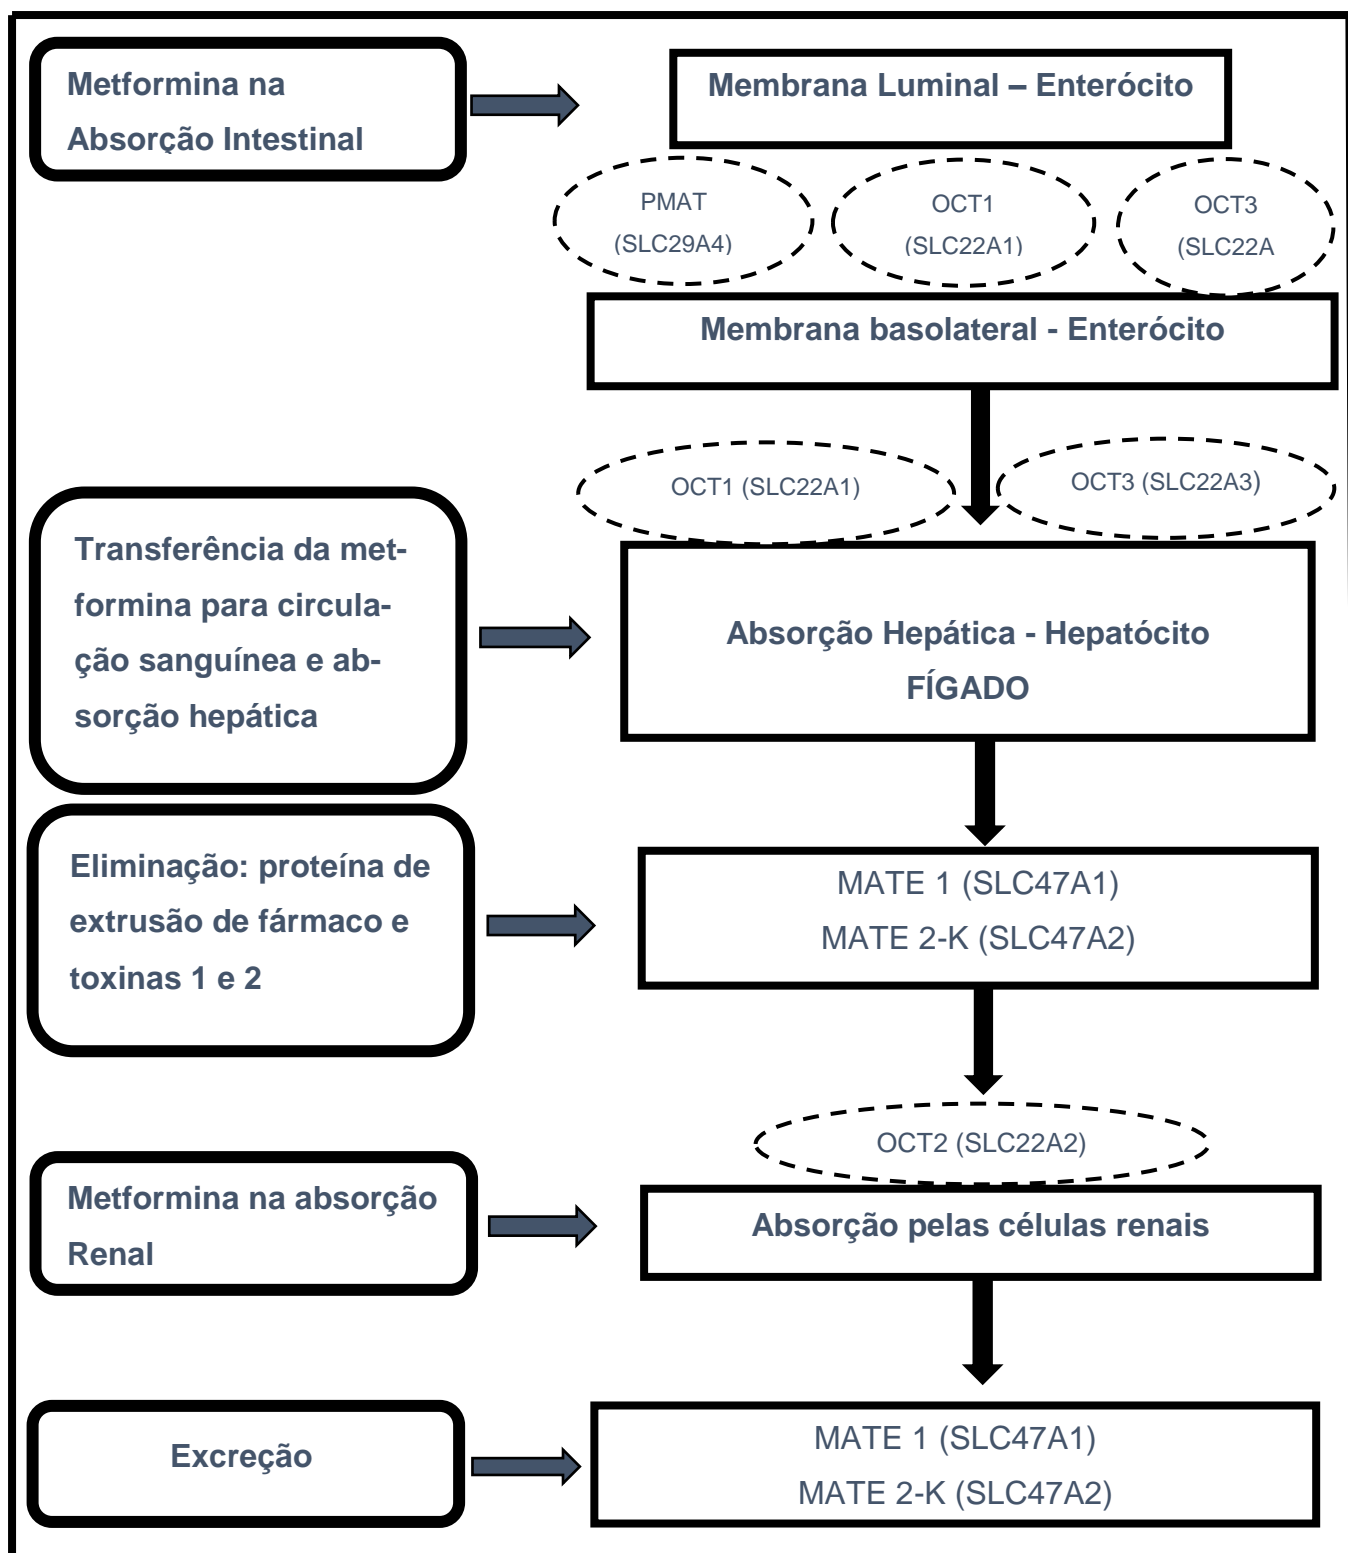 Metformina na
Absorção Intestinal
Membrana Luminal – Enterócito
PMAT
(SLC29A4)
OCT1
(SLC22A1)
OCT3
(SLC22A
Membrana basolateral - Enterócito
OCT1 (SLC22A1)
OCT3 (SLC22A3)
Transferência da met-
formina para circula-
ção sanguínea e ab-
sorção hepática
Absorção Hepática - Hepatócito
FÍGADO
Eliminação: proteína de
extrusão de fármaco e
toxinas 1 e 2
MATE 1 (SLC47A1)
MATE 2-K (SLC47A2)
OCT2 (SLC22A2)
Metformina na absorção
Renal
Absorção pelas células renais
Excreção
MATE 1 (SLC47A1)
MATE 2-K (SLC47A2)